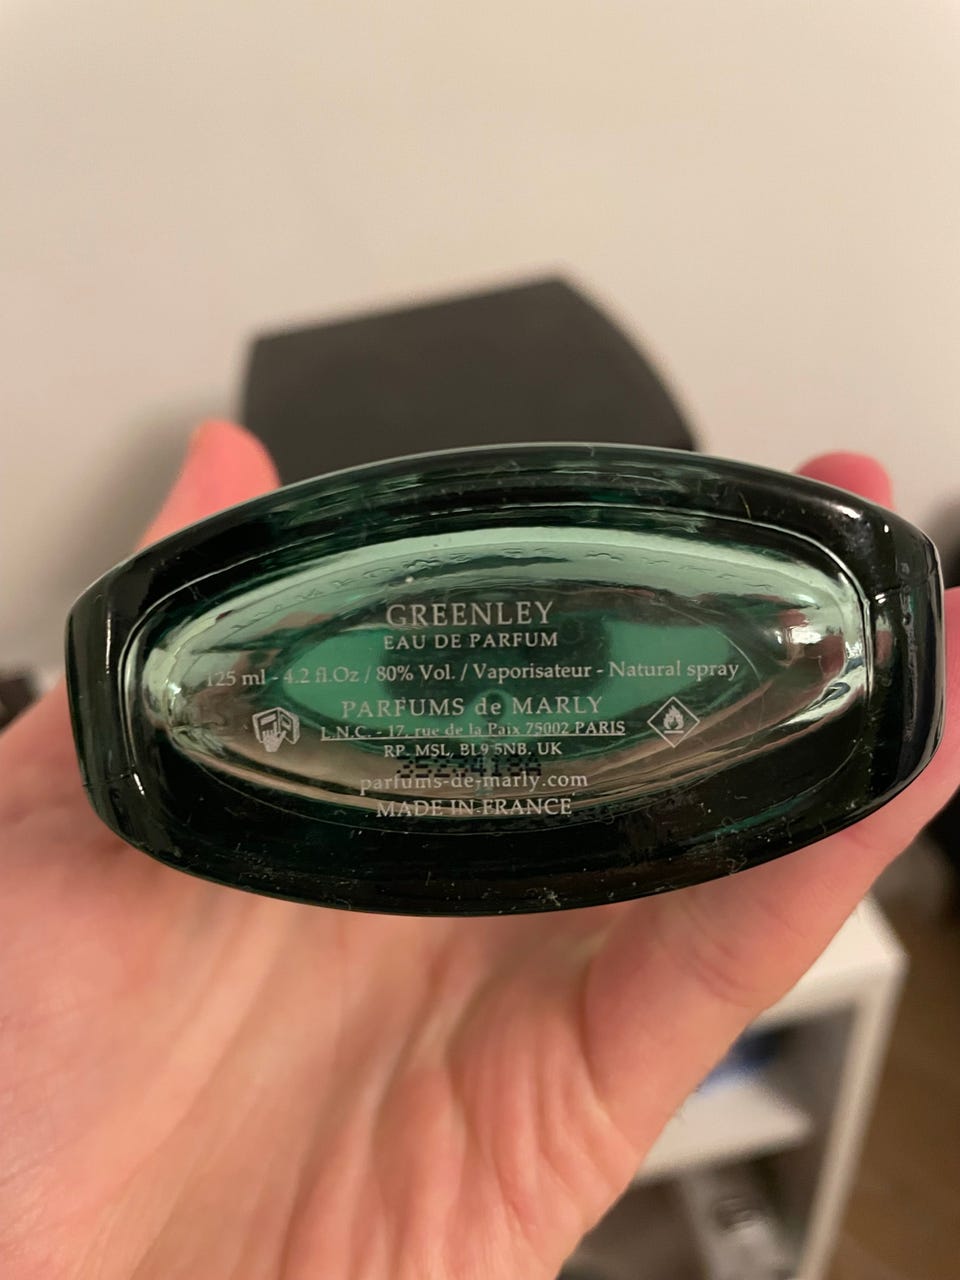 GREENLEY
EAU DE PARFUM
125 ml - 4.2 fl.Oz / 80% Vol. / Vaporisateur - Natural spray
PARFUMS de MARLY
L.N.C. - 17, rue de la Paix 75002 PARIS
RP. MSL, BL9 5NB. UK
parfums-de-marly.com
MADE IN FRANCE